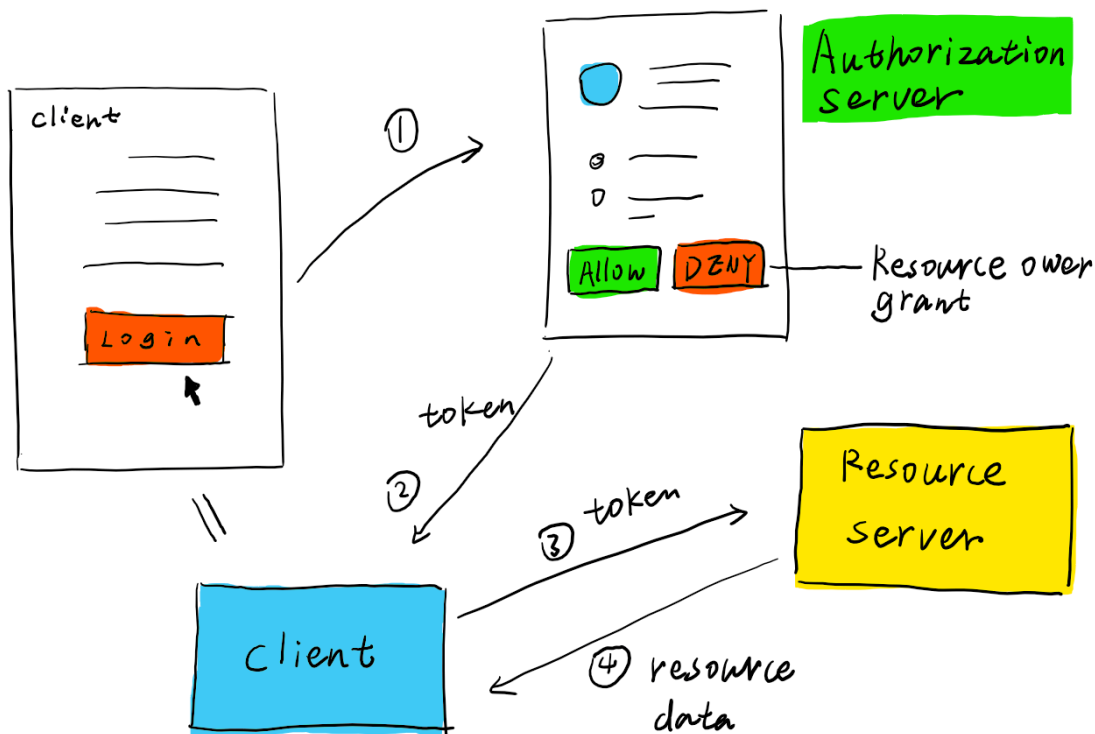 client
Login
①
Authorization
server
Allow
DENY
Resource ower
grant
token
②
③ token
Resource
server
client
④ resource
data